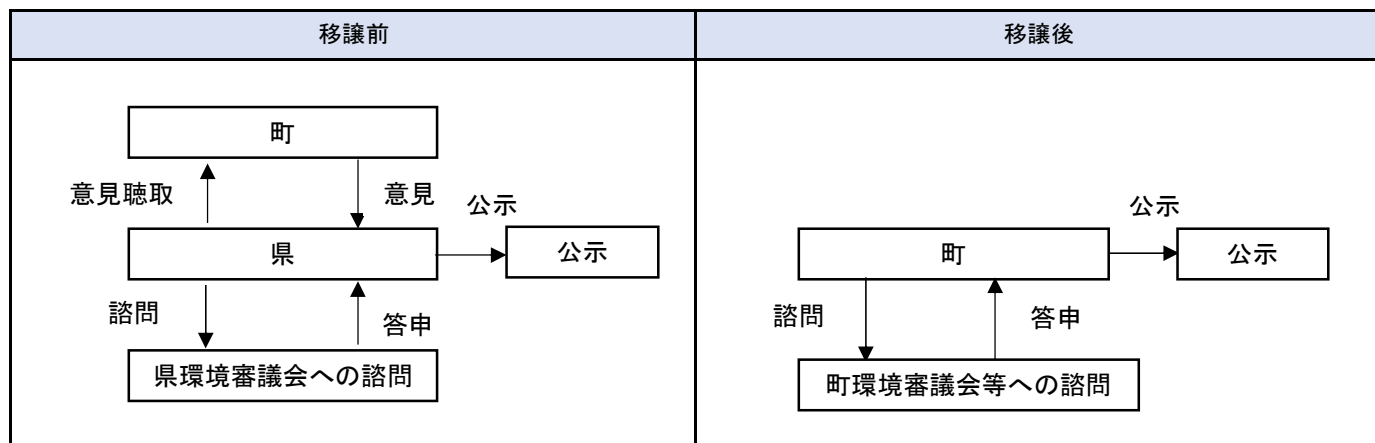 移譲前
移譲後
町
意見聴取
意見
公示
県
公示
諮問
答申
県環境審議会への諮問
公示
町
公示
諮問
答申
町環境審議会等への諮問